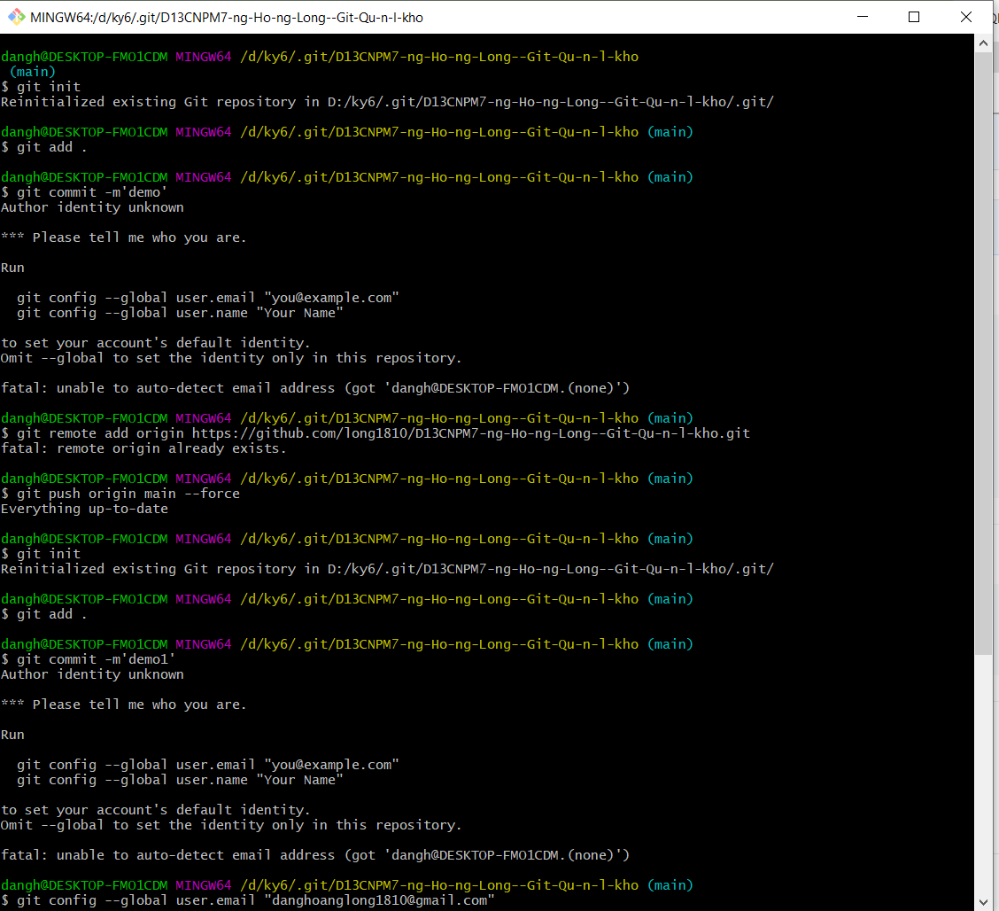 MINGW64:/d/ky6/.git/D13CNPM7-ng-Ho-ng-Long--Git-Qu-n-l-kho
dangh@DESKTOP-FMO1CDM MINGW64 /d/ky6/.git/D13CNPM7-ng-Ho-ng-Long--Git-Qu-n-l-kho
(main)
$ git init
Reinitialized existing Git repository in D:/ky6/.git/D13CNPM7-ng-Ho-ng-Long--Git-Qu-n-l-kho/.git/
dangh@DESKTOP-FMO1CDM MINGW64 /d/ky6/.git/D13CNPM7-ng-Ho-ng-Long--Git-Qu-n-l-kho (main)
$ git add .
dangh@DESKTOP-FMO1CDM MINGW64 /d/ky6/.git/D13CNPM7-ng-Ho-ng-Long--Git-Qu-n-l-kho (main)
$ git commit -m'demo'
Author identity unknown
*** Please tell me who you are.
Run
git config --global user.email "you@example.com"
git config --global user.name "Your Name"
to set your account's default identity.
Omit --global to set the identity only in this repository.
fatal: unable to auto-detect email address (got 'dangh@DESKTOP-FMO1CDM.(none)')
dangh@DESKTOP-FMO1CDM MINGW64 /d/ky6/.git/D13CNPM7-ng-Ho-ng-Long--Git-Qu-n-l-kho (main)
$ git remote add origin https://github.com/long1810/D13CNPM7-ng-Ho-ng-Long--Git-Qu-n-l-kho.git
fatal: remote origin already exists.
dangh@DESKTOP-FMO1CDM MINGW64 /d/ky6/.git/D13CNPM7-ng-Ho-ng-Long--Git-Qu-n-l-kho (main)
$ git push origin main --force
Everything up-to-date
dangh@DESKTOP-FMO1CDM MINGW64 /d/ky6/.git/D13CNPM7-ng-Ho-ng-Long--Git-Qu-n-l-kho (main)
$ git init
Reinitialized existing Git repository in D:/ky6/.git/D13CNPM7-ng-Ho-ng-Long--Git-Qu-n-l-kho/.git/
dangh@DESKTOP-FMO1CDM MINGW64 /d/ky6/.git/D13CNPM7-ng-Ho-ng-Long--Git-Qu-n-l-kho (main)
$ git add .
dangh@DESKTOP-FMO1CDM MINGW64 /d/ky6/.git/D13CNPM7-ng-Ho-ng-Long--Git-Qu-n-l-kho (main)
$ git commit -m'demo1'
Author identity unknown
*** Please tell me who you are.
Run
git config --global user.email "you@example.com"
git config --global user.name "Your Name"
to set your account's default identity.
Omit --global to set the identity only in this repository.
fatal: unable to auto-detect email address (got 'dangh@DESKTOP-FMO1CDM.(none)')
dangh@DESKTOP-FMO1CDM MINGW64 /d/ky6/.git/D13CNPM7-ng-Ho-ng-Long--Git-Qu-n-l-kho (main)
$ git config --global user.email "danghoanglong1810@gmail.com"